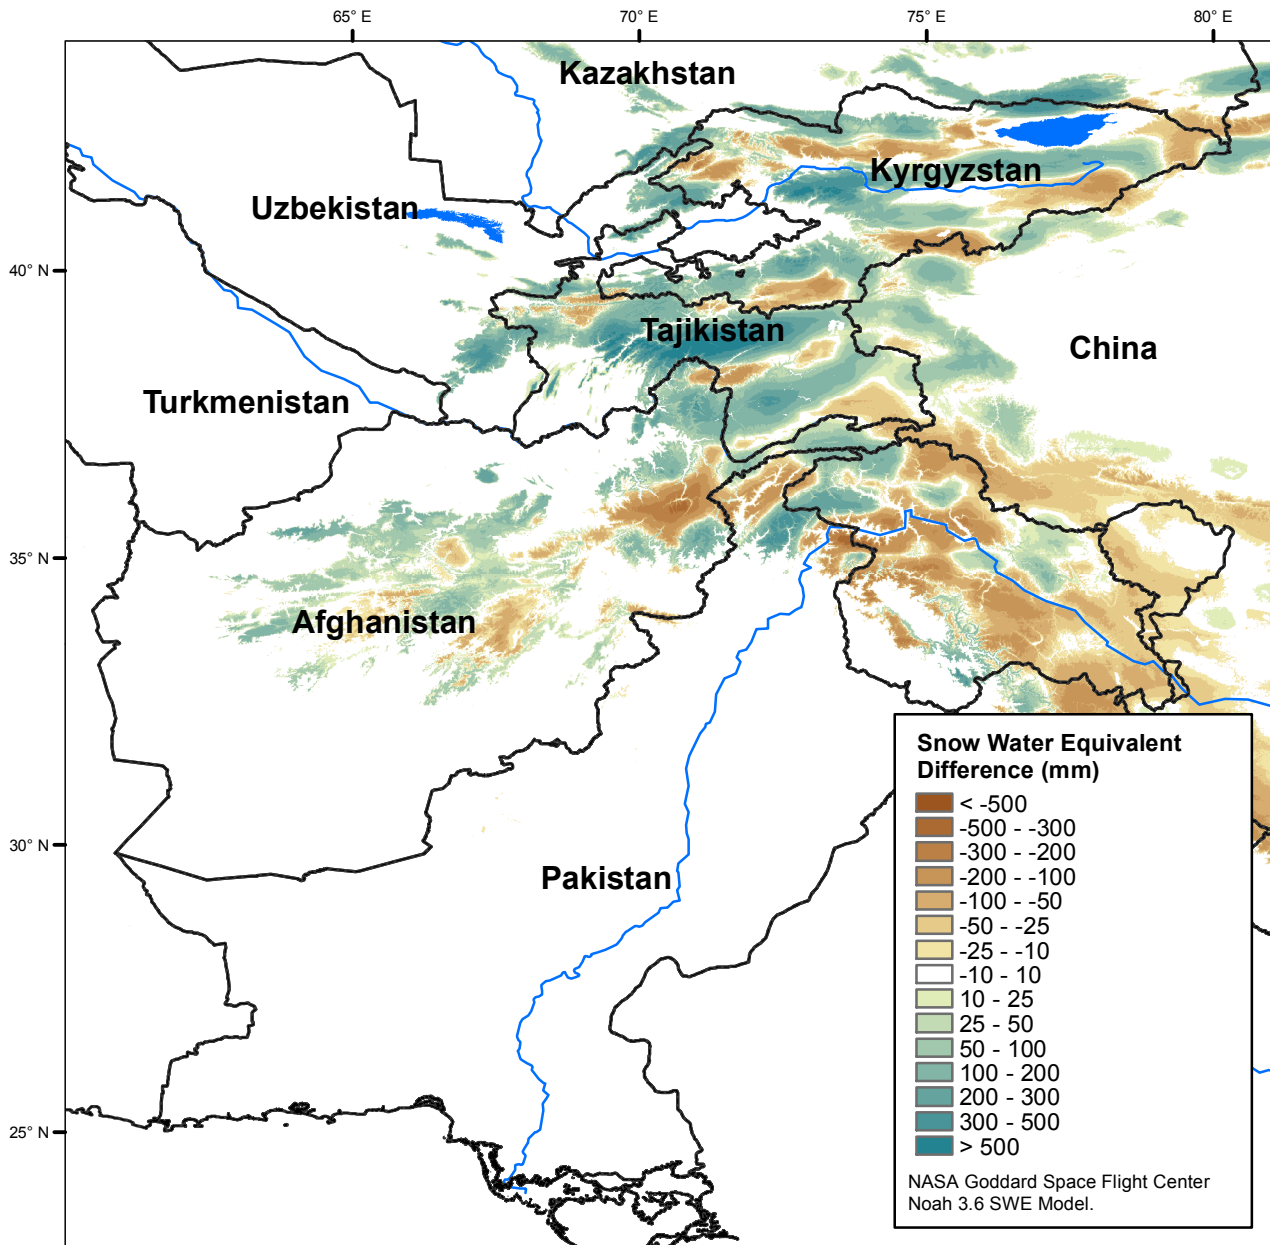 65° E
70° E
75° E
80° E
Kazakhstan
Kyrgyzstan
Uzbekistan
40° N
Tajikistan
China
Turkmenistan
35° N
Afghanistan
30° N
Pakistan
25° N
Snow Water Equivalent
Difference (mm)
< -500
-500 - -300
-300 - -200
-200 - -100
-100 - -50
-50 - -25
-25 - -10
-10 - 10
10 - 25
25 - 50
50 - 100
100 - 200
200 - 300
300 - 500
> 500
NASA Goddard Space Flight Center
Noah 3.6 SWE Model.